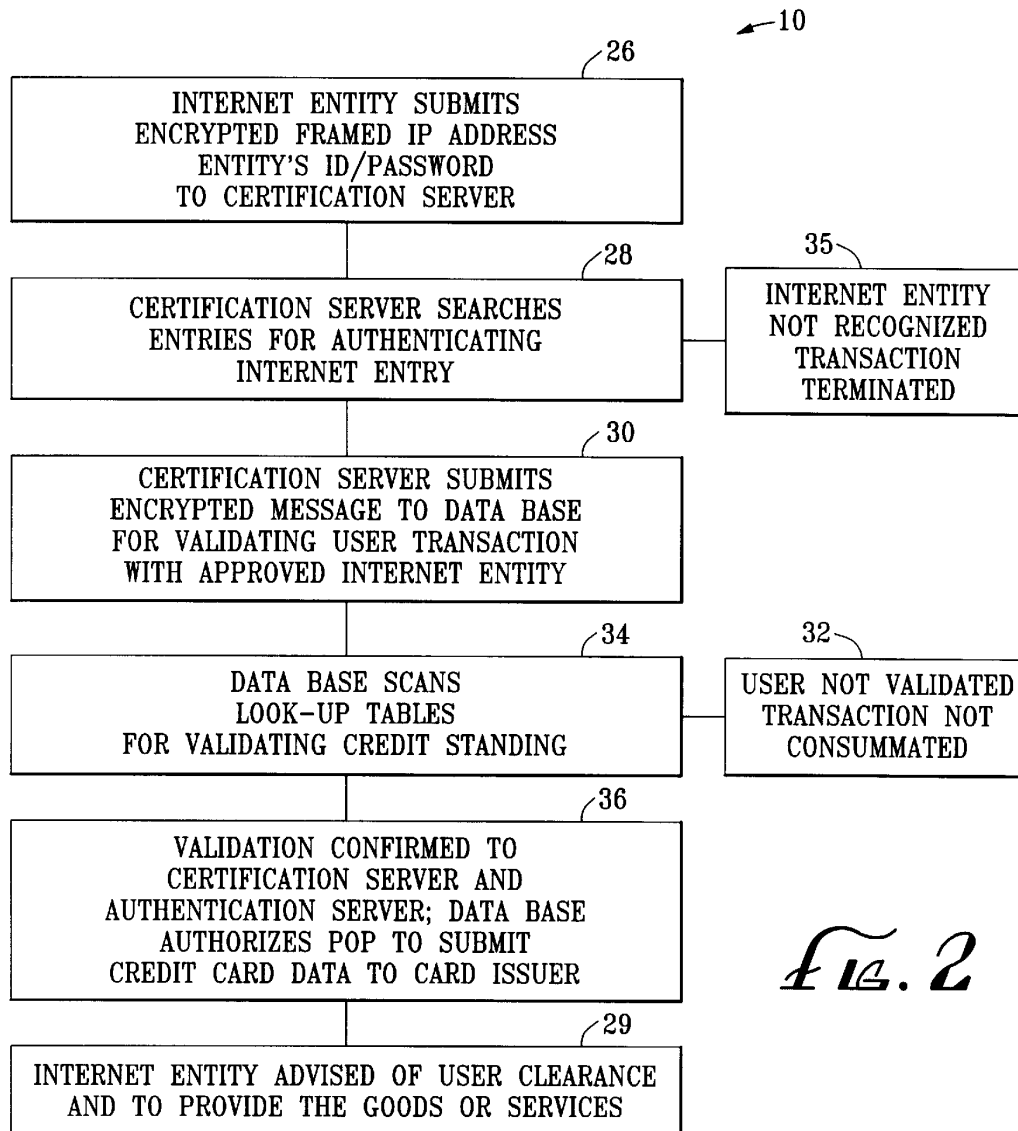 10
26
INTERNET ENTITY SUBMITS
ENCRYPTED FRAMED IP ADDRESS
ENTITY'S ID/PASSWORD
TO CERTIFICATION SERVER
28
CERTIFICATION SERVER SEARCHES
ENTRIES FOR AUTHENTICATING
INTERNET ENTRY
35
INTERNET ENTITY
NOT RECOGNIZED
TRANSACTION
TERMINATED
30
CERTIFICATION SERVER SUBMITS
ENCRYPTED MESSAGE TO DATA BASE
FOR VALIDATING USER TRANSACTION
WITH APPROVED INTERNET ENTITY
34
DATA BASE SCANS
LOOK-UP TABLES
FOR VALIDATING CREDIT STANDING
32
USER NOT VALIDATED
TRANSACTION NOT
CONSUMMATED
36
VALIDATION CONFIRMED TO
CERTIFICATION SERVER AND
AUTHENTICATION SERVER; DATA BASE
AUTHORIZES POP TO SUBMIT
CREDIT CARD DATA TO CARD ISSUER
29
INTERNET ENTITY ADVISED OF USER CLEARANCE
AND TO PROVIDE THE GOODS OR SERVICES
FIG. 2